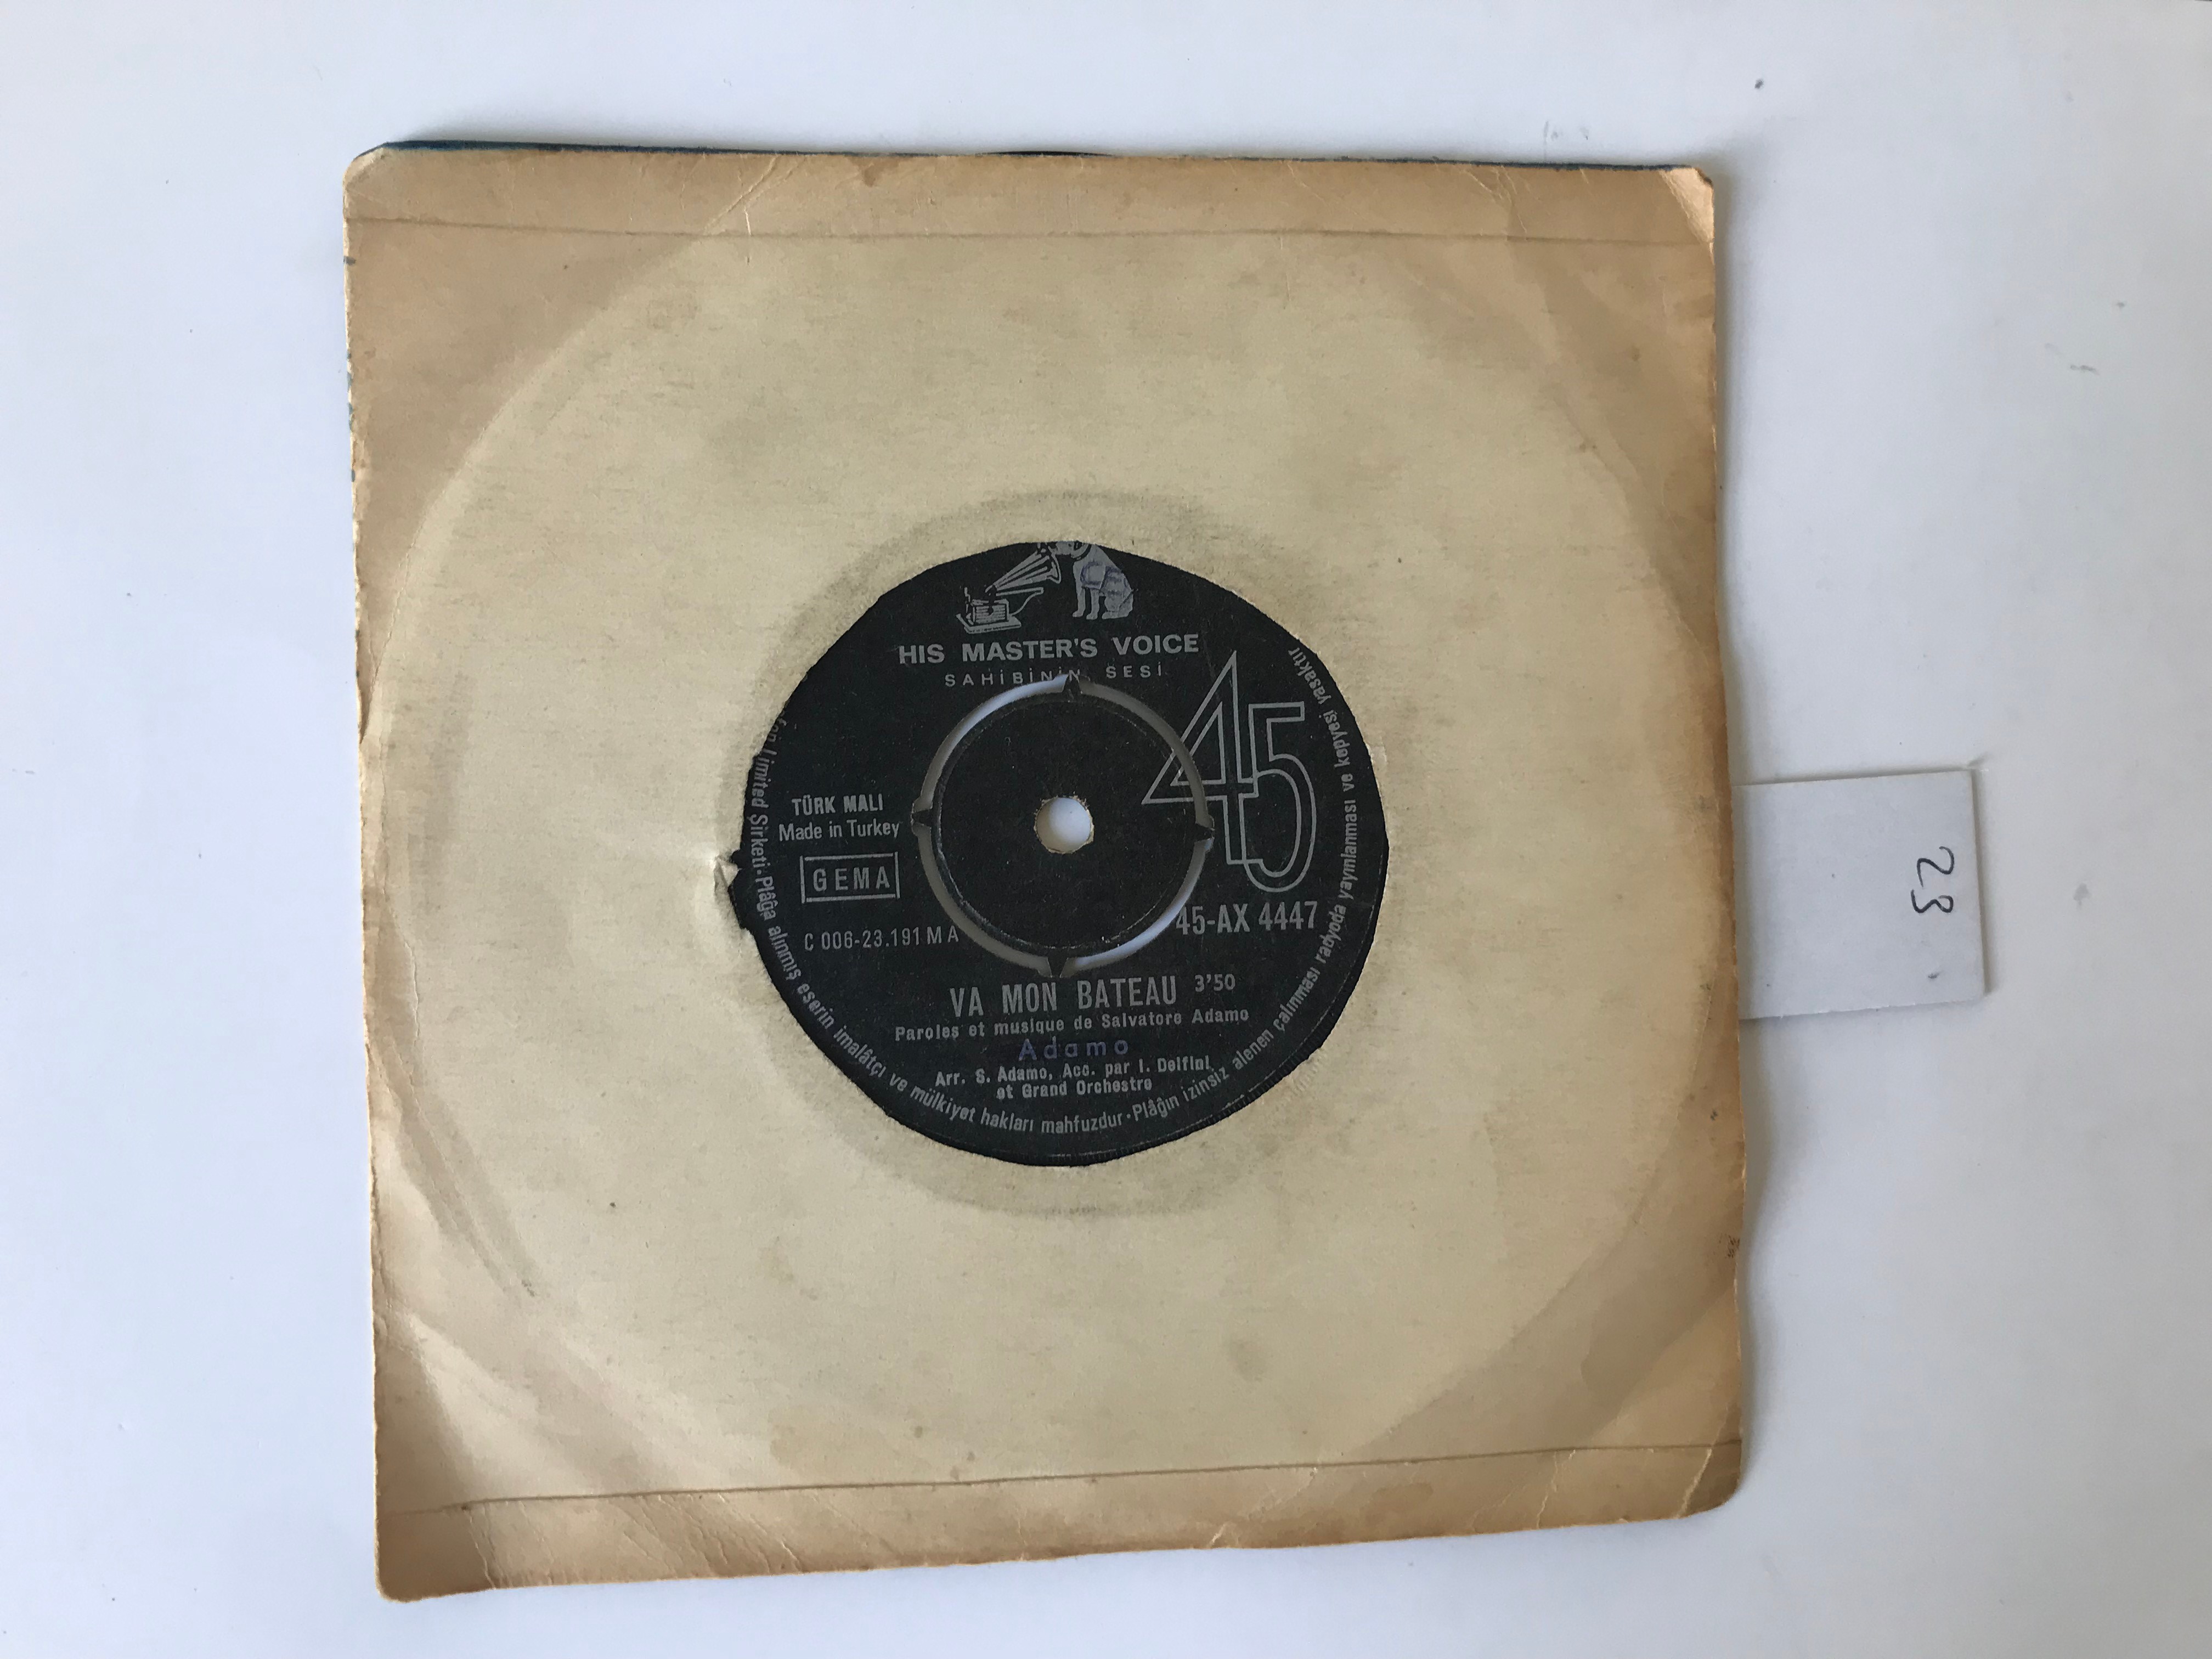 HIS MASTER'S VOICE
SAHİBİNİN SESİ
45
TÜRK MALI
Made in Turkey
GEMA
C 006-23.191 M A
45-AX 4447
VA MON BATEAU 3'50
Paroles et musique de Salvatore Adamo
Adamo
Arr. S. Adamo, Acc. par I. Delfini
et Grand Orchestre
Limited Şirketi · Plâğa alınmış eserin imalâtçı ve mülkiyet hakları mahfuzdur · Plâğın izinsiz alenen çalınması radyoda yayınlanması ve kopyesi yasaktır
23